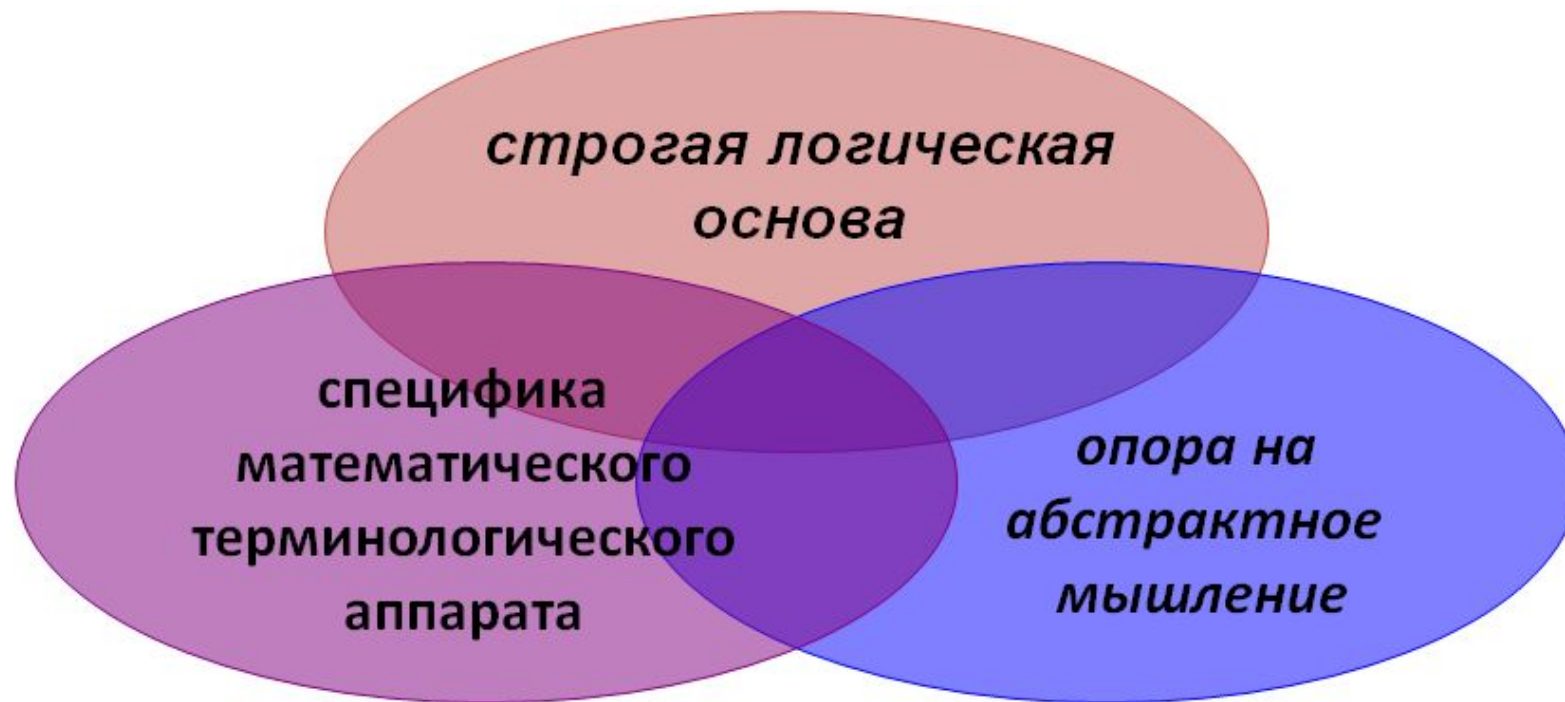 строгая логическая
основа
специфика
математического
терминологического
аппарата
опора на
абстрактное
мышление